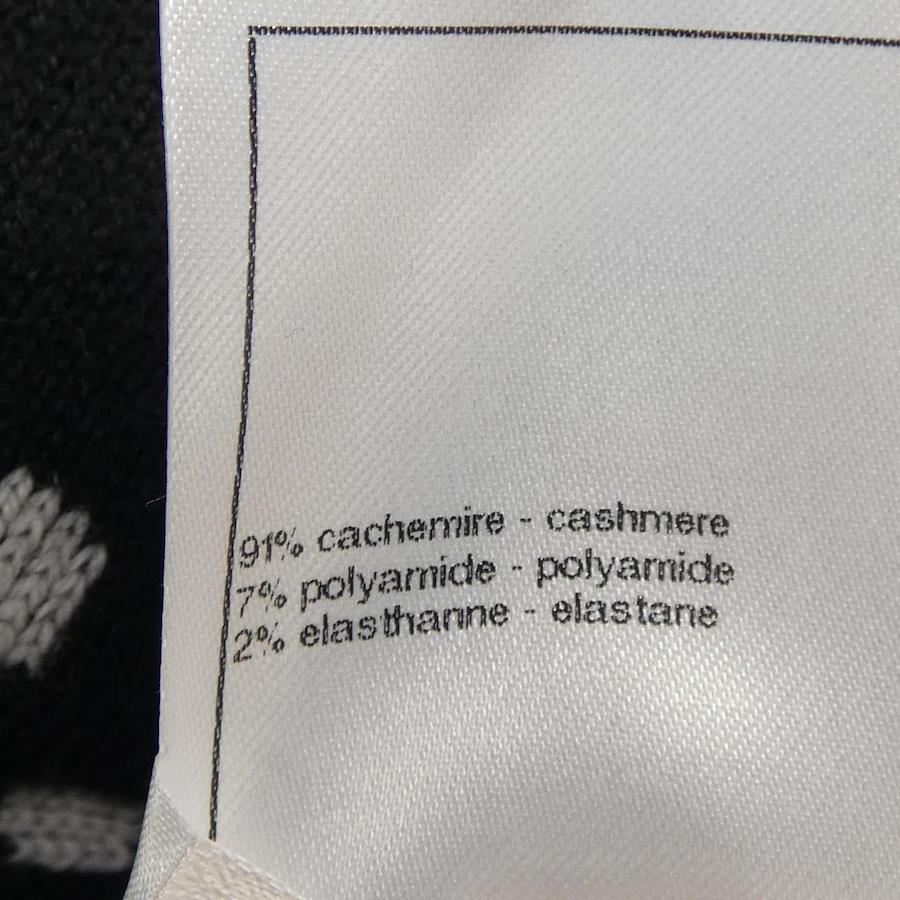 91% cachemire - cashmere
7% polyamide - polyamide
2% elasthanne - elastane